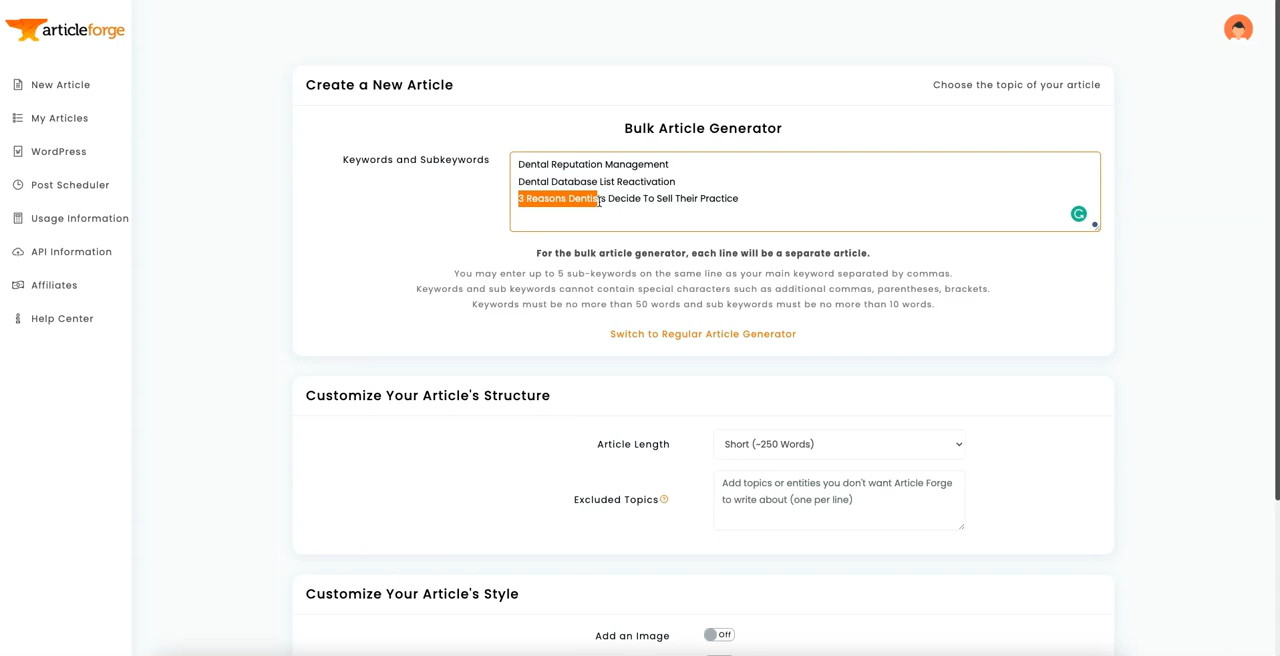 articleforge
New Article
My Articles
WordPress
Post Scheduler
Usage Information
API Information
Affiliates
Help Center
Create a New Article
Choose the topic of your article
Bulk Article Generator
Keywords and Subkeywords
Dental Reputation Management
Dental Database List Reactivation
3 Reasons Dentists Decide To Sell Their Practice
For the bulk article generator, each line will be a separate article.
You may enter up to 5 sub-keywords on the same line as your main keyword separated by commas.
Keywords and sub keywords cannot contain special characters such as additional commas, parentheses, brackets.
Keywords must be no more than 50 words and sub keywords must be no more than 10 words.
Switch to Regular Article Generator
Customize Your Article's Structure
Article Length
Short (~250 Words)
Excluded Topics
Add topics or entities you don't want Article Forge
to write about (one per line)
Customize Your Article's Style
Add an Image
Off